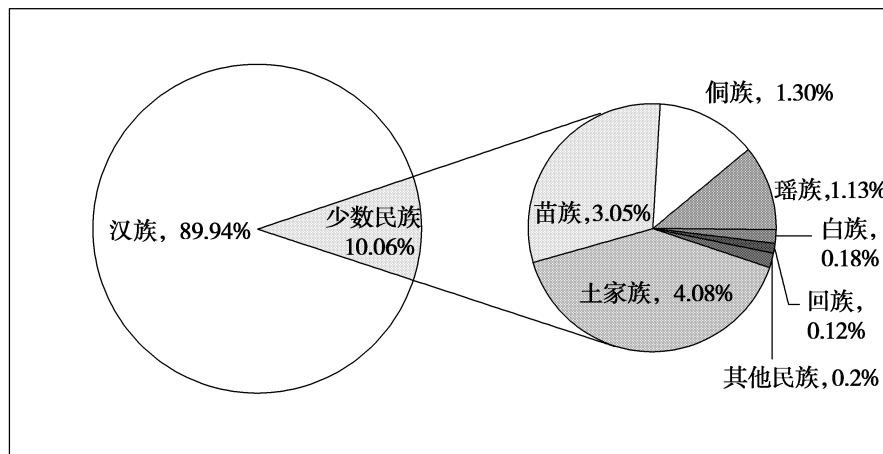 汉族，89.94%
少数民族
10.06%
侗族，1.30%
苗族,3.05%
瑶族,1.13%
白族，
0.18%
土家族，4.08%
回族，
0.12%
其他民族,0.2%